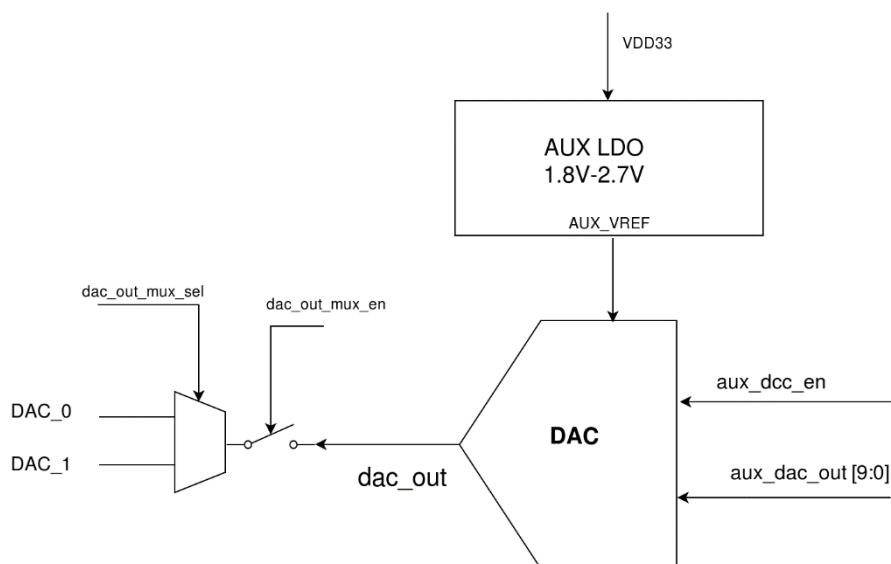 VDD33
AUX LDO
1.8V-2.7V
AUX_VREF
dac_out_mux_sel
dac_out_mux_en
aux_dcc_en
DAC_0
DAC
DAC_1
dac_out
aux_dac_out [9:0]